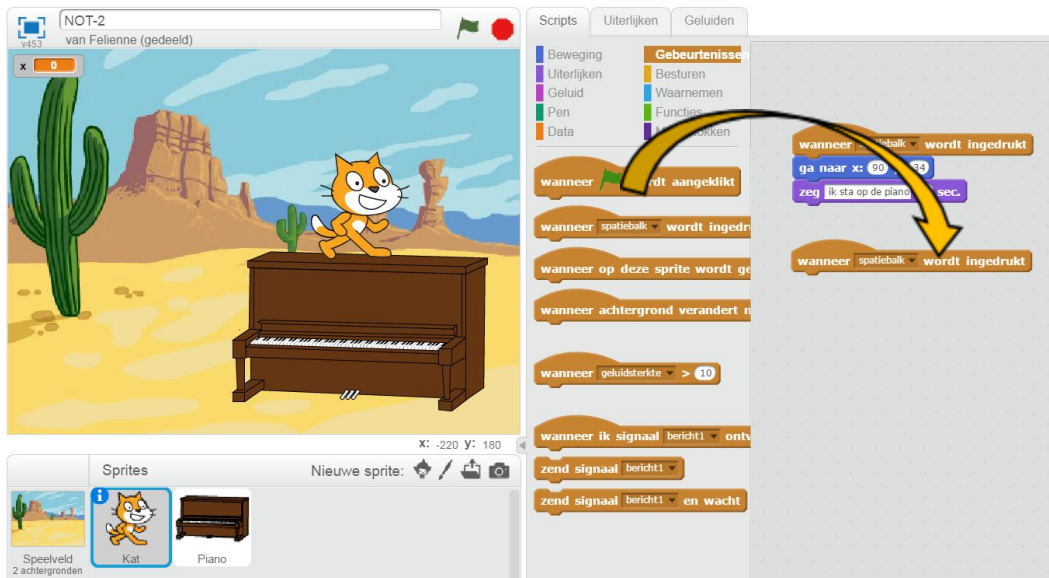 NOT-2
v453
van Felienne (gedeeld)
x 0
X: -220 y: 180
Sprites
Nieuwe sprite:
Speelveld
2 achtergronden
Kat
Piano
Scripts
Uiterlijken
Geluiden
Beweging
Gebeurtenissen
Uiterlijken
Besturen
Geluid
Waarnemen
Pen
Functies
Data
wanneer aangeklikt
wanneer spatiebalk wordt ingedru
wanneer op deze sprite wordt ge
wanneer achtergrond verandert n
wanneer geluidsterkte > 10
wanneer ik signaal bericht1 ontv
zend signaal bericht1
zend signaal bericht1 en wacht
wanneer wordt ingedrukt
ga naar x: 90
zeg ik sta op de piano sec.
wanneer spatiebalk wordt ingedrukt